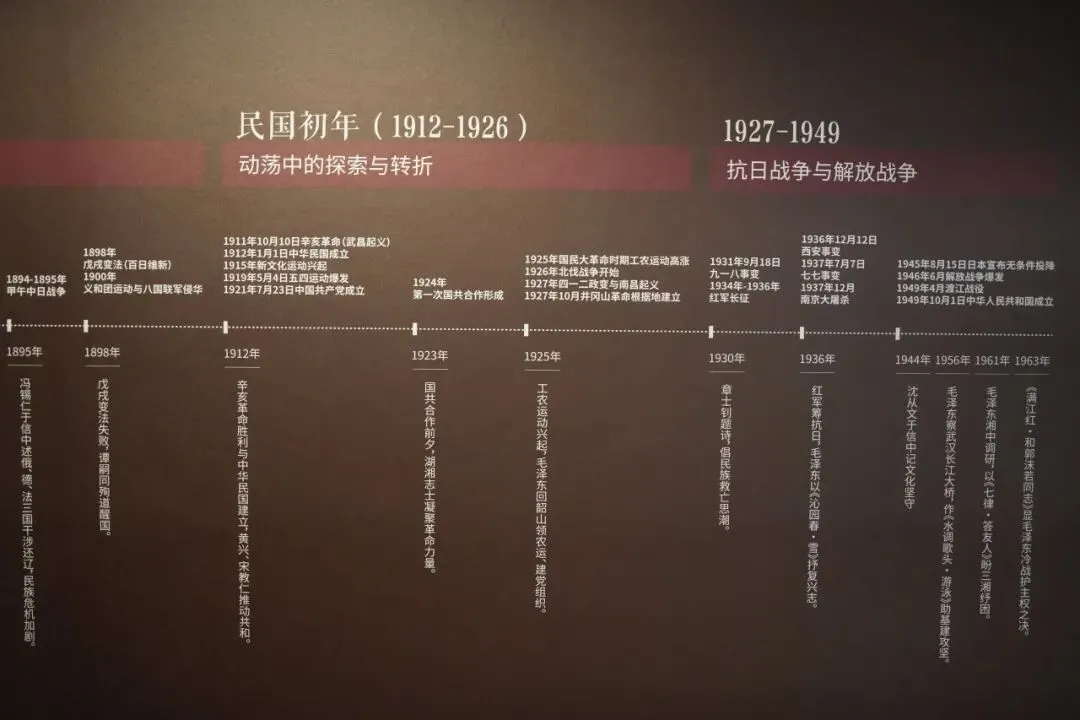 民国初年（1912-1926）
动荡中的探索与转折
1927-1949
抗日战争与解放战争
1894-1895年
甲午中日战争
1898年
戊戌变法（百日维新）
1900年
义和团运动与八国联军侵华
1911年10月10日辛亥革命（武昌起义）
1912年1月1日中华民国成立
1915年新文化运动兴起
1919年5月4日五四运动爆发
1921年7月23日中国共产党成立
1924年
第一次国共合作形成
1925年国民大革命时期工农运动高涨
1926年北伐战争开始
1927年四一二政变与南昌起义
1927年10月井冈山革命根据地建立
1931年9月18日
九一八事变
1934年-1936年
红军长征
1936年12月12日
西安事变
1937年7月7日
七七事变
1937年12月
南京大屠杀
1945年8月15日日本宣布无条件投降
1946年6月解放战争爆发
1949年4月渡江战役
1949年10月1日中华人民共和国成立
1895年
冯锡仁于信中述俄、德、法三国干涉还辽，民族危机加剧。
1898年
戊戌变法失败，谭嗣同殉道醒国。
1912年
辛亥革命胜利与中华民国建立，黄兴、宋教仁推动共和。
1923年
国共合作前夕，湖湘志士凝聚革命力量。
1925年
工农运动兴起，毛泽东回韶山领农运、建党组织。
1930年
章士钊题诗，倡民族救亡思潮。
1936年
红军筹抗日，毛泽东以《沁园春·雪》抒复兴志。
1944年
沈从文于信中记文化坚守
1956年
毛泽东察武汉长江大桥，作《水调歌头·游泳》助基建攻坚。
1961年
毛泽东湘中调研，以《七律·答友人》盼三湘纾困。
1963年
《满江红·和郭沫若同志》显毛泽东冷战护主权之决。